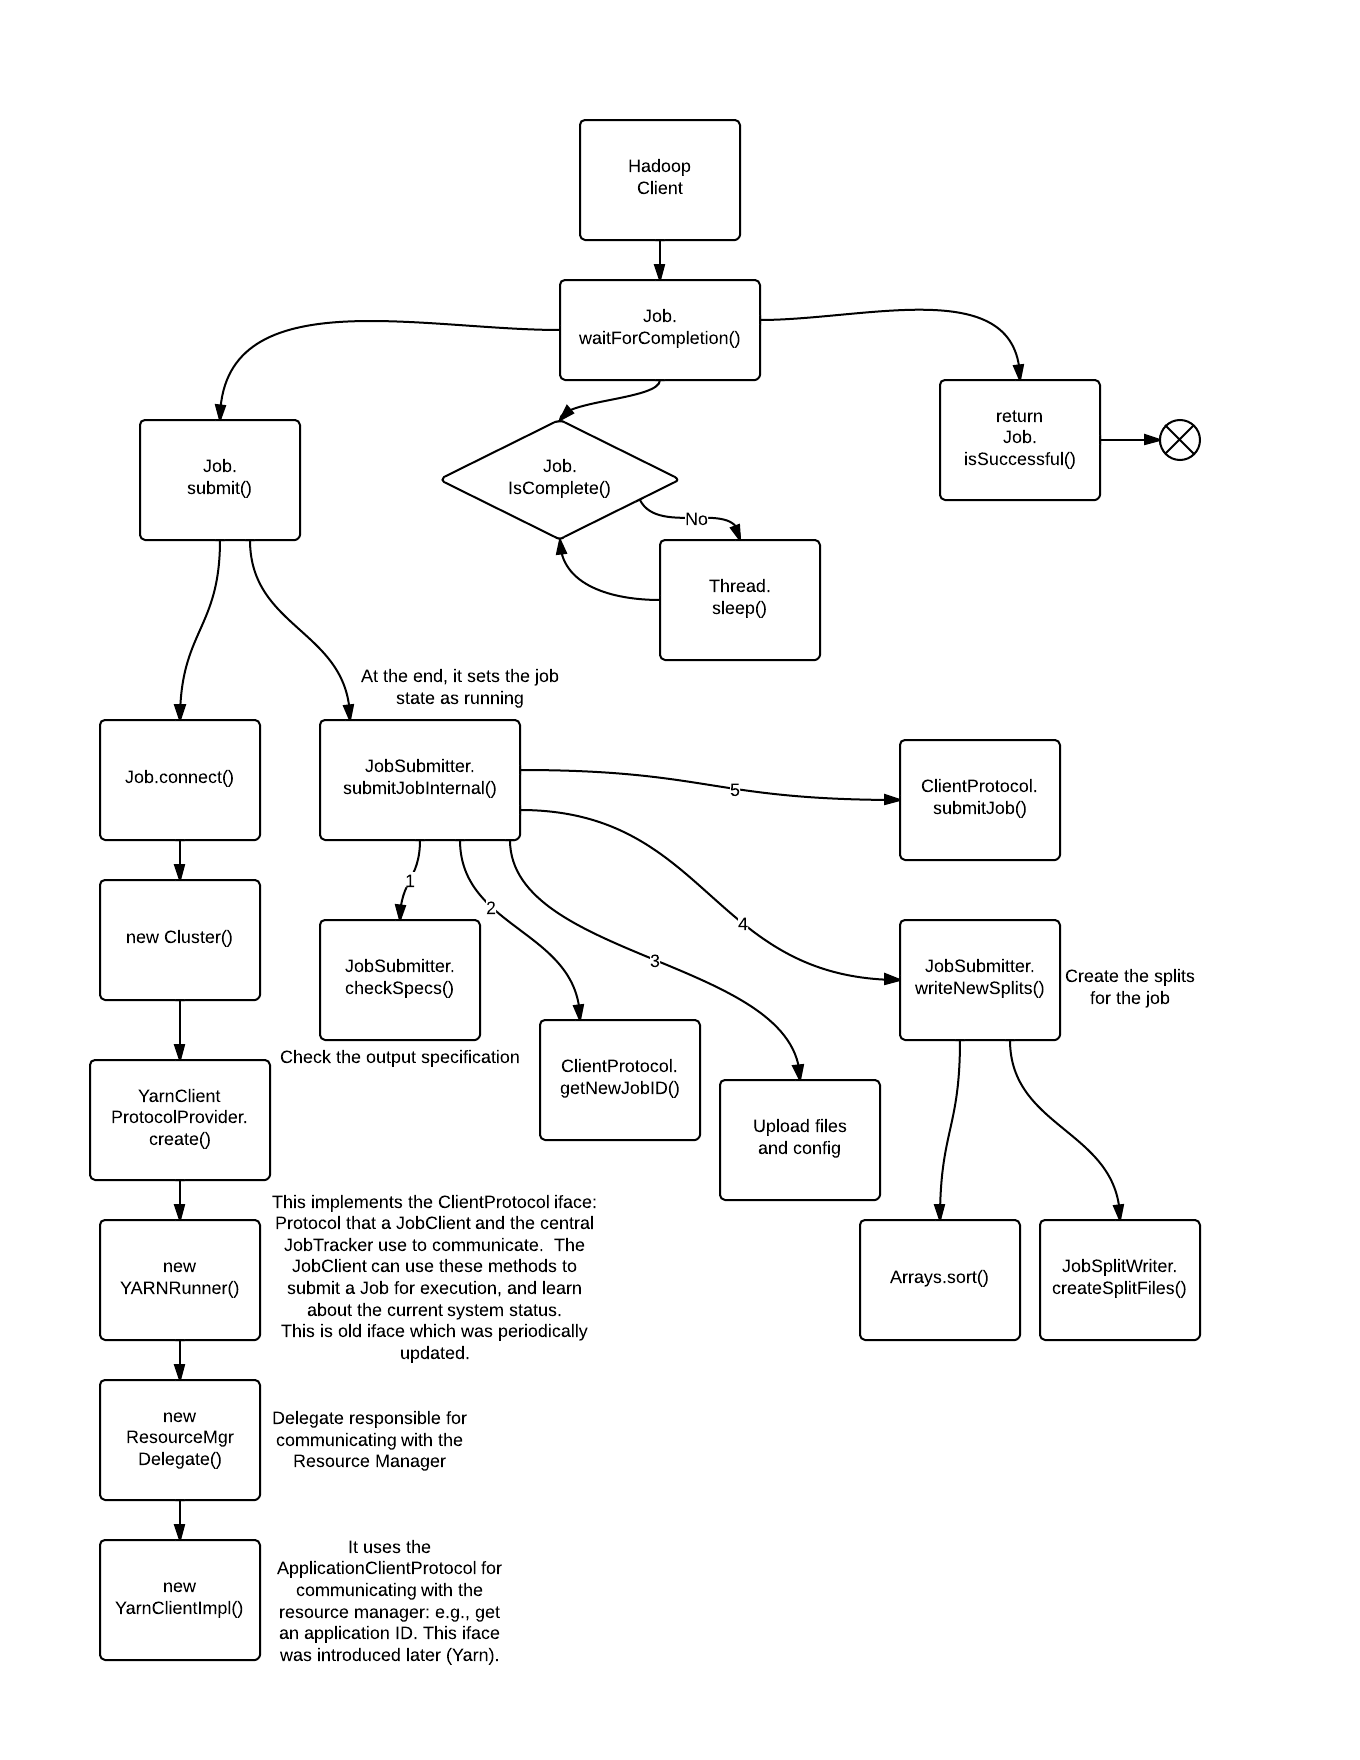 Hadoop
Client
Job.
waitForCompletion()
return
Job.
isSuccessful()
Job.
submit()
Job.
IsComplete()
No
Thread.
sleep()
At the end, it sets the job
state as running
Job.connect()
JobSubmitter.
submitJobInternal()
5
ClientProtocol.
submitJob()
1
2
3
4
new Cluster()
JobSubmitter.
checkSpecs()
Check the output specification
JobSubmitter.
writeNewSplits()
Create the splits
for the job
ClientProtocol.
getNewJobID()
Upload files
and config
YarnClient
ProtocolProvider.
create()
new
YARNRunner()
This implements the ClientProtocol iface:
Protocol that a JobClient and the central
JobTracker use to communicate.  The
JobClient can use these methods to
submit a Job for execution, and learn
about the current system status.
This is old iface which was periodically
updated.
Arrays.sort()
JobSplitWriter.
createSplitFiles()
new
ResourceMgr
Delegate()
Delegate responsible for
communicating with the
Resource Manager
new
YarnClientImpl()
It uses the
ApplicationClientProtocol for
communicating with the
resource manager: e.g., get
an application ID. This iface
was introduced later (Yarn).